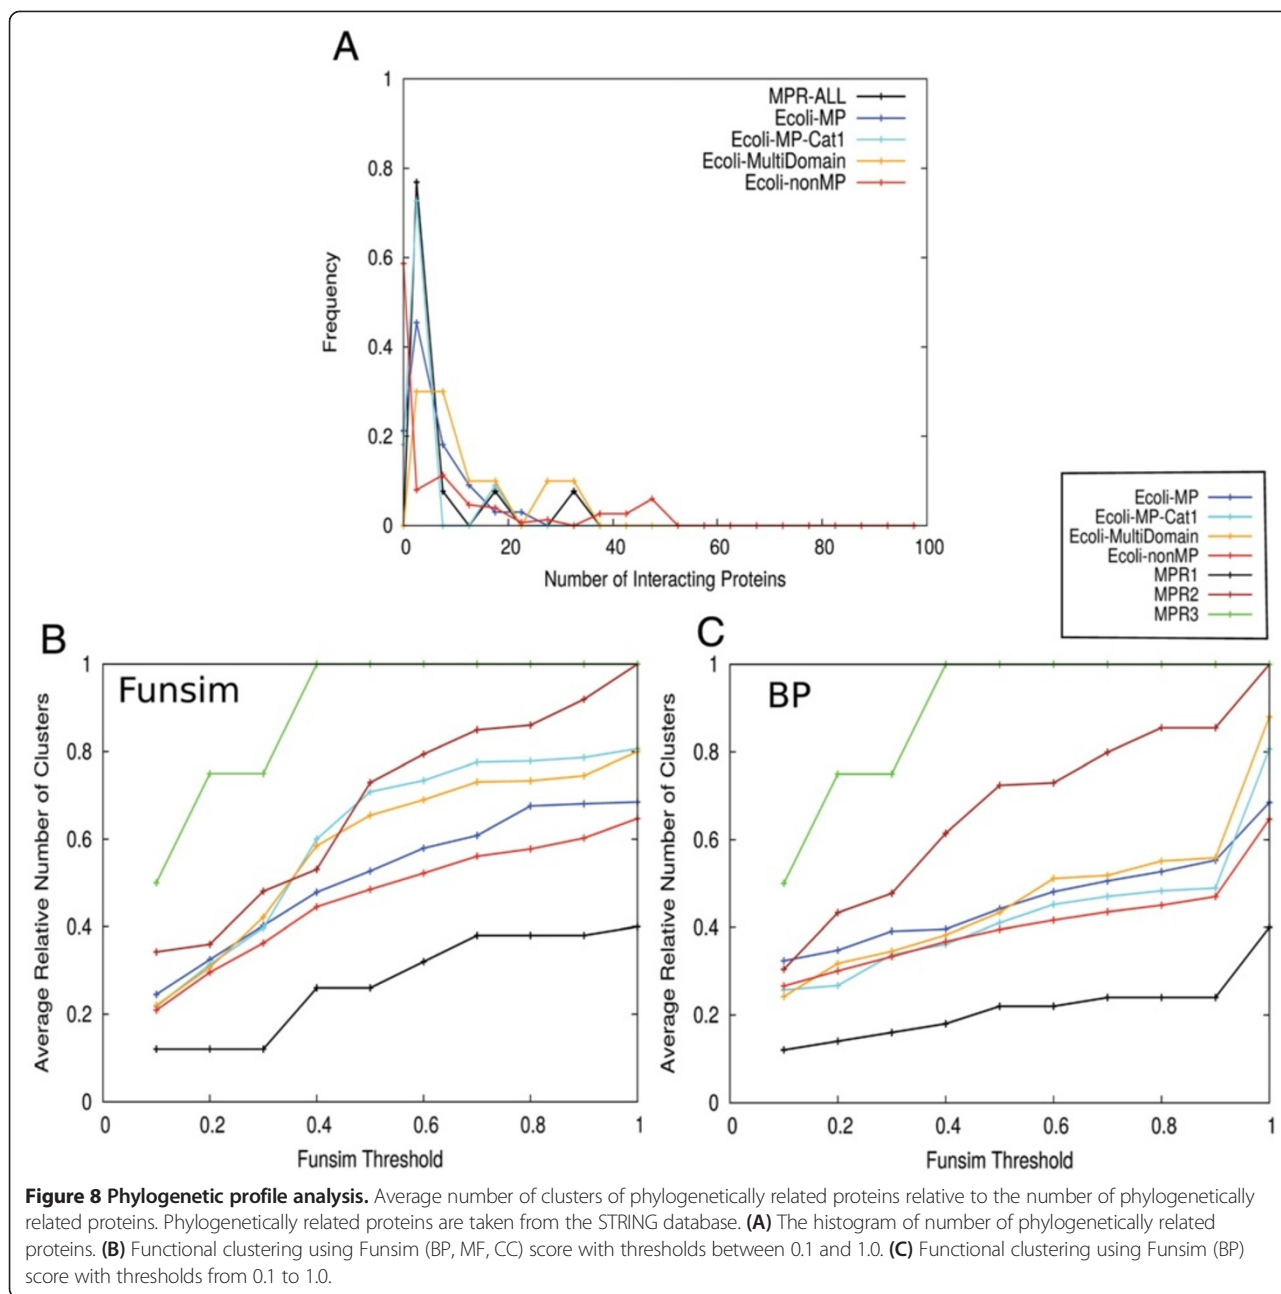 A
1
0.8
0.6
0.4
0.2
0
Frequency
MPR-ALL
Ecoli-MP
Ecoli-MP-Cat1
Ecoli-MultiDomain
Ecoli-nonMP
0 20 40 60 80 100
Number of Interacting Proteins
Ecoli-MP
Ecoli-MP-Cat1
Ecoli-MultiDomain
Ecoli-nonMP
MPR1
MPR2
MPR3
B
Funsim
1
0.8
0.6
0.4
0.2
0
Average Relative Number of Clusters
0 0.2 0.4 0.6 0.8 1
Funsim Threshold
C
BP
1
0.8
0.6
0.4
0.2
0
Average Relative Number of Clusters
0 0.2 0.4 0.6 0.8 1
Funsim Threshold
Figure 8 Phylogenetic profile analysis. Average number of clusters of phylogenetically related proteins relative to the number of phylogenetically
related proteins. Phylogenetically related proteins are taken from the STRING database. (A) The histogram of number of phylogenetically related
proteins. (B) Functional clustering using Funsim (BP, MF, CC) score with thresholds between 0.1 and 1.0. (C) Functional clustering using Funsim (BP)
score with thresholds from 0.1 to 1.0.